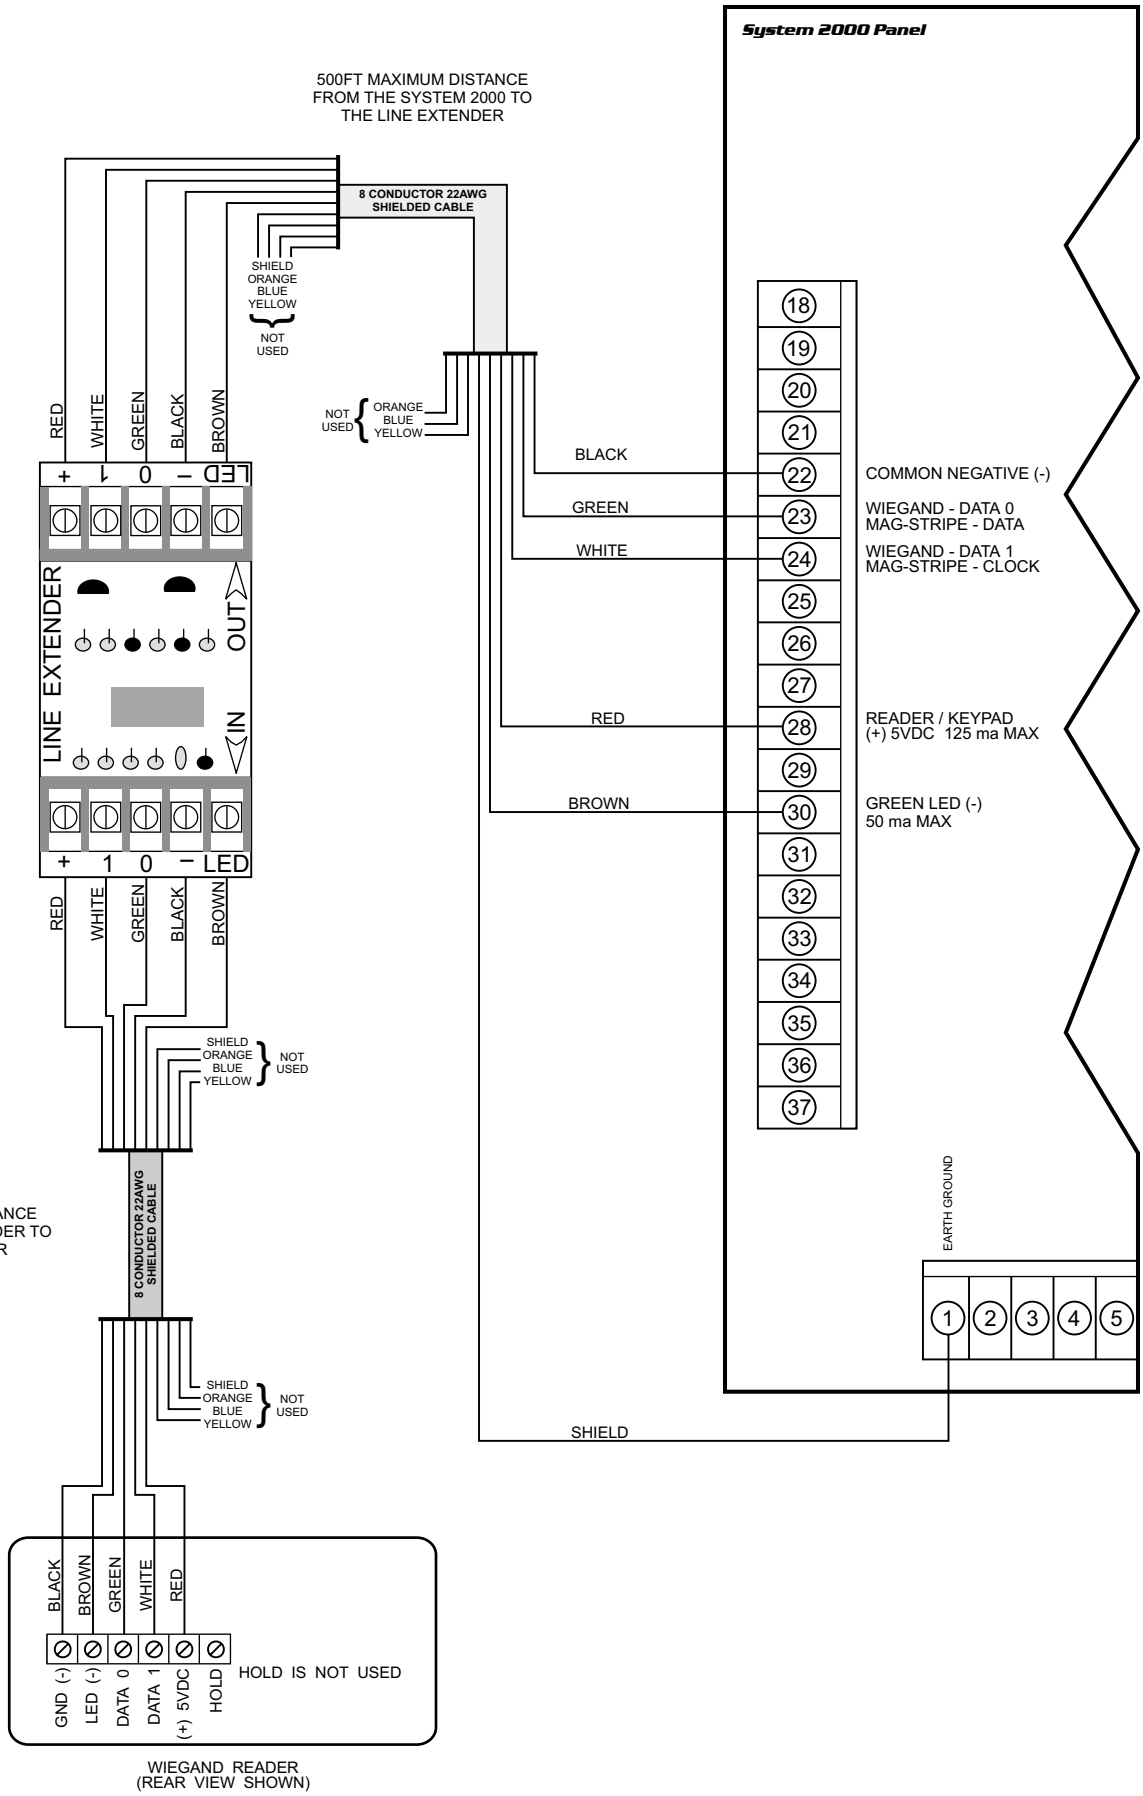 System 2000 Panel
500FT MAXIMUM DISTANCE
FROM THE SYSTEM 2000 TO
THE LINE EXTENDER
8 CONDUCTOR 22AWG
SHIELDED CABLE
SHIELD
ORANGE
BLUE
YELLOW
NOT
USED
NOT
USED
ORANGE
BLUE
YELLOW
RED
WHITE
GREEN
BLACK
BROWN
+ 1 0 – LED
LINE EXTENDER
OUT
IN
+ 1 0 – LED
RED
WHITE
GREEN
BLACK
BROWN
BLACK
GREEN
WHITE
RED
BROWN
18
19
20
21
22
23
24
25
26
27
28
29
30
31
32
33
34
35
36
37
COMMON NEGATIVE (-)
WIEGAND - DATA 0
MAG-STRIPE - DATA
WIEGAND - DATA 1
MAG-STRIPE - CLOCK
READER / KEYPAD
(+) 5VDC 125 ma MAX
GREEN LED (-)
50 ma MAX
SHIELD
ORANGE
BLUE
YELLOW
NOT
USED
8 CONDUCTOR 22AWG
SHIELDED CABLE
ANCE
DER TO
R
EARTH GROUND
1 2 3 4 5
SHIELD
SHIELD
ORANGE
BLUE
YELLOW
NOT
USED
BLACK
BROWN
GREEN
WHITE
RED
GND (-)
LED (-)
DATA 0
DATA 1
(+) 5VDC
HOLD
HOLD IS NOT USED
WIEGAND READER
(REAR VIEW SHOWN)